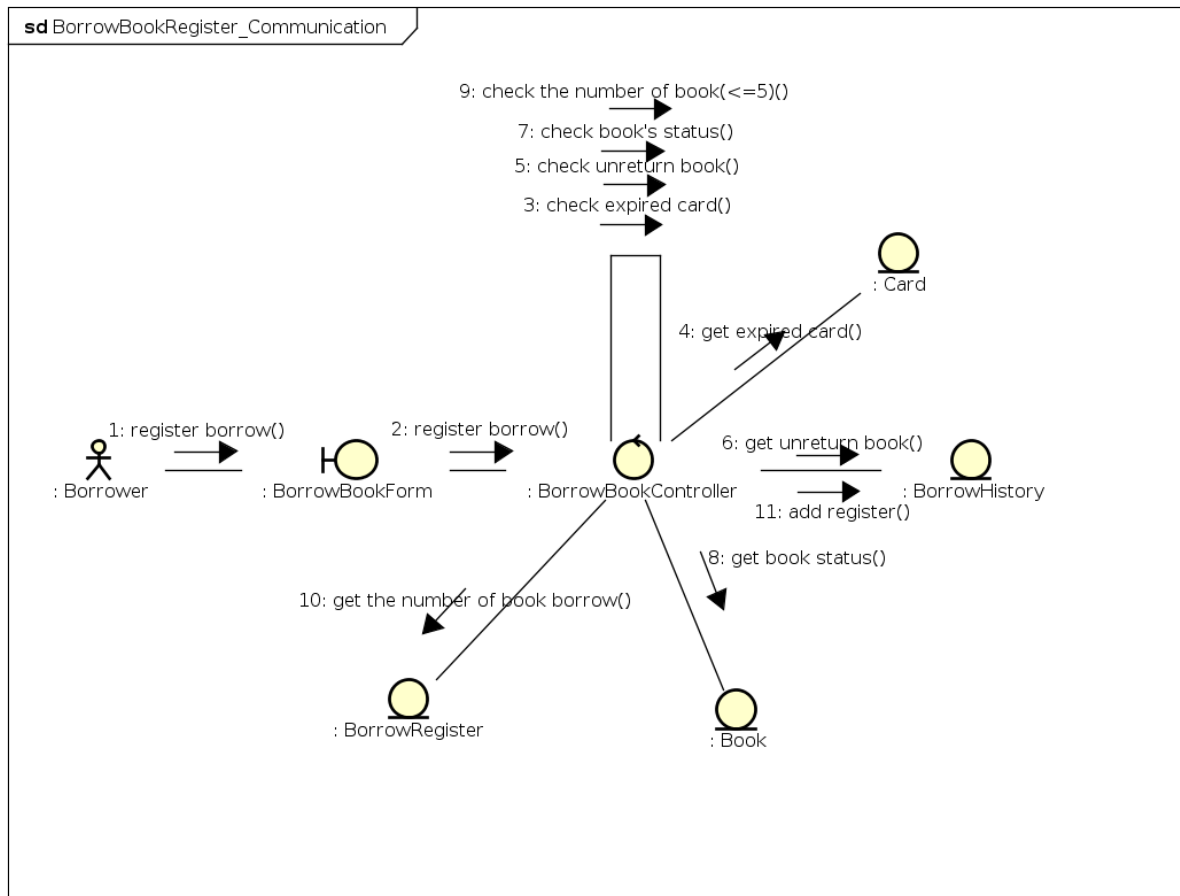 sd BorrowBookRegister_Communication
9: check the number of book(<=5)()
7: check book's status()
5: check unreturn book()
3: check expired card()
: Card
4: get expired card()
1: register borrow()
2: register borrow()
6: get unreturn book()
: Borrower
: BorrowBookForm
: BorrowBookController
: BorrowHistory
11: add register()
8: get book status()
10: get the number of book borrow()
: BorrowRegister
: Book